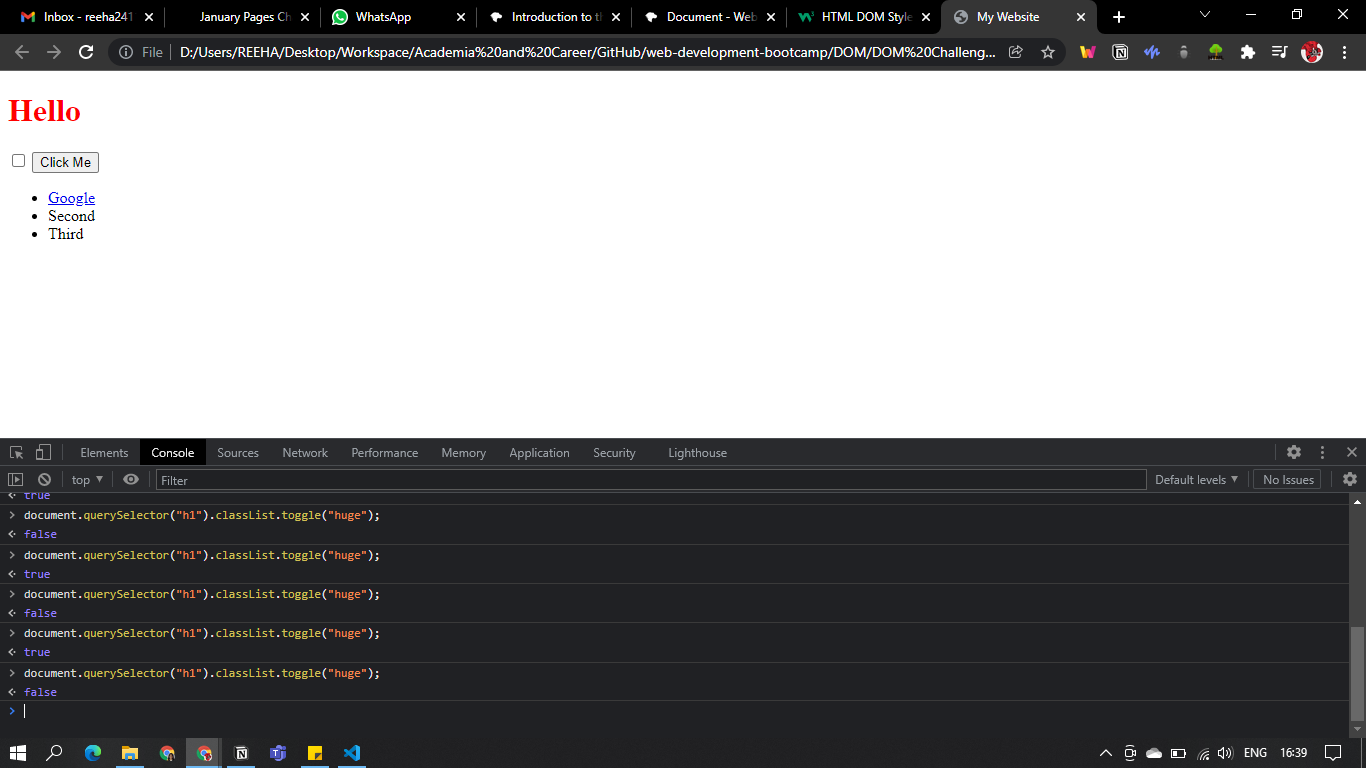 Inbox - reeha241
January Pages Ch
WhatsApp
Introduction to t
Document - Web
HTML DOM Style
My Website
File
D:/Users/REEHA/Desktop/Workspace/Academia%20and%20Career/GitHub/web-development-bootcamp/DOM/DOM%20Challeng...
Hello
Click Me
Google
Second
Third
Elements Console Sources Network Performance Memory Application Security Lighthouse
top Filter Default levels No Issues
true
document.querySelector("h1").classList.toggle("huge");
false
document.querySelector("h1").classList.toggle("huge");
true
document.querySelector("h1").classList.toggle("huge");
false
document.querySelector("h1").classList.toggle("huge");
true
document.querySelector("h1").classList.toggle("huge");
false
ENG 16:39